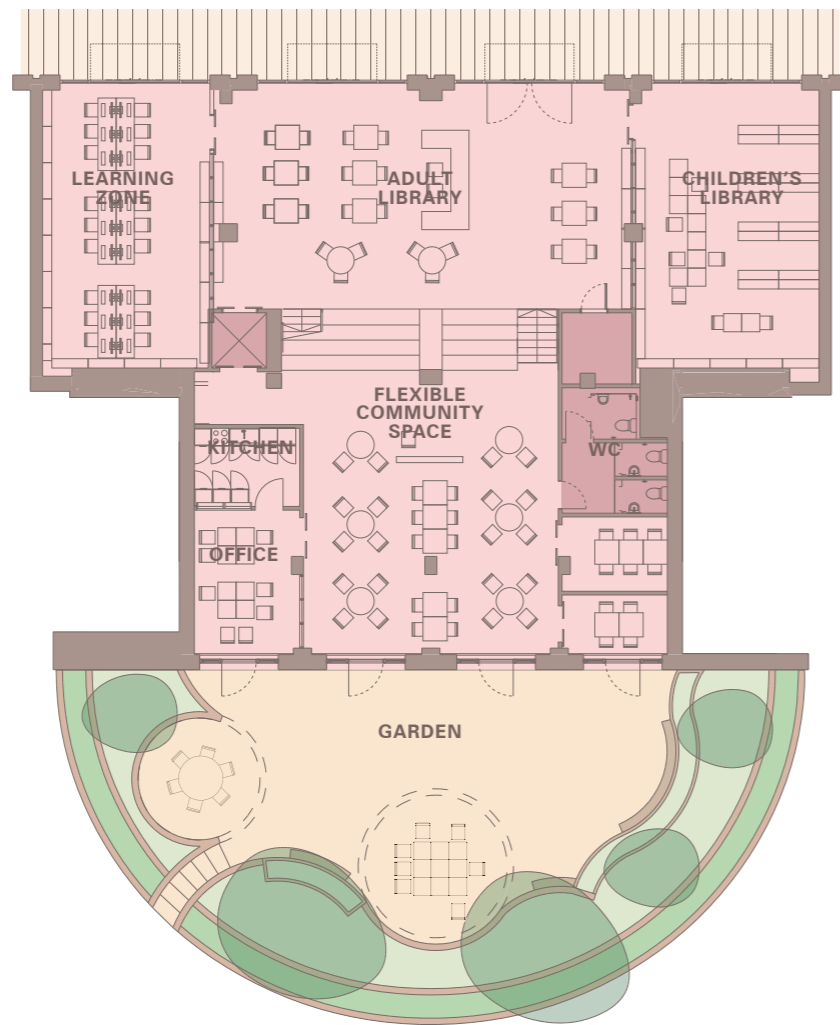 LEARNING
ZONE
ADULT
LIBRARY
CHILDREN'S
LIBRARY
FLEXIBLE
COMMUNITY
SPACE
KITCHEN
WC
OFFICE
GARDEN